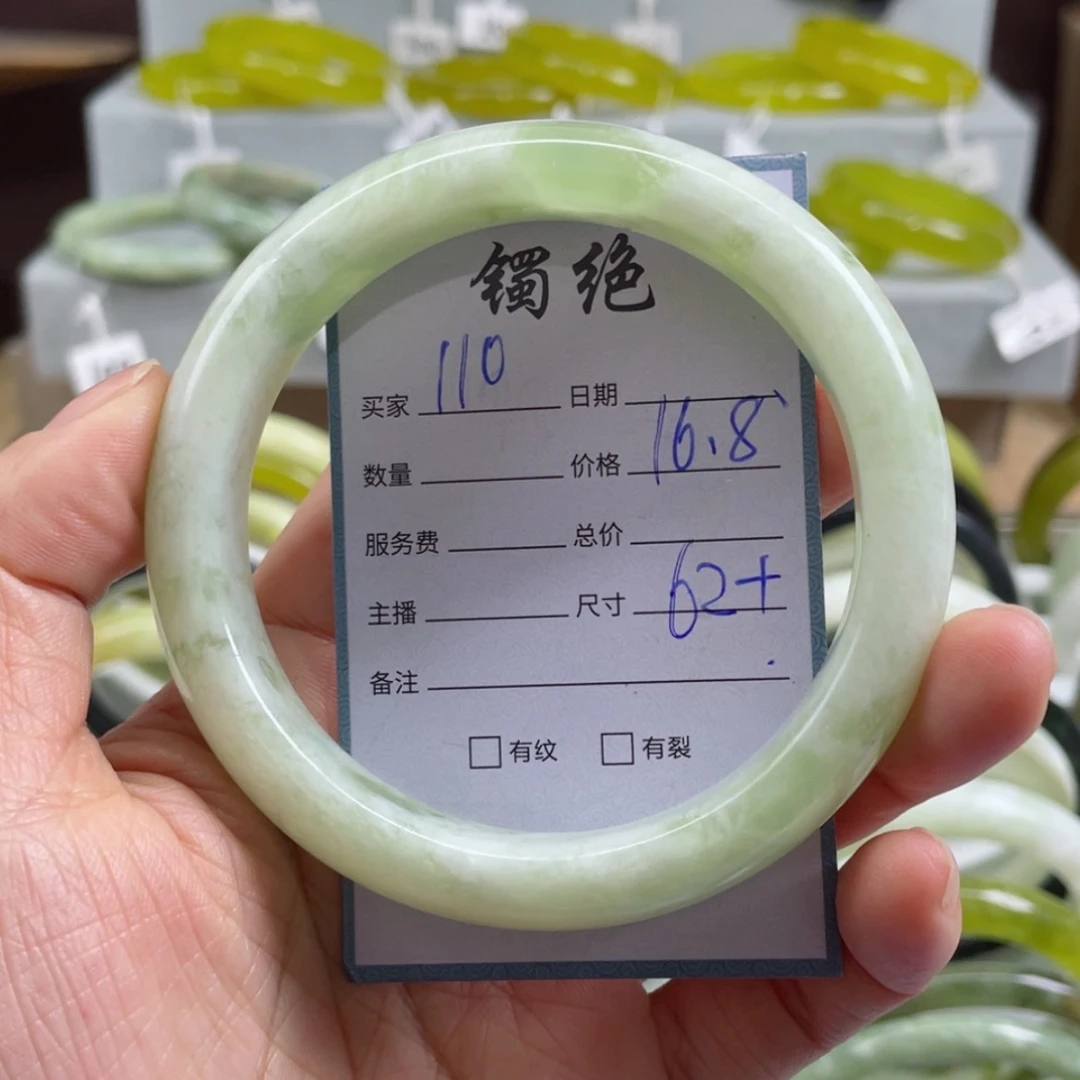 镯绝
买家 110 日期
数量 价格 16.8
服务费 总价
主播 尺寸 62+
备注
□有纹 □有裂